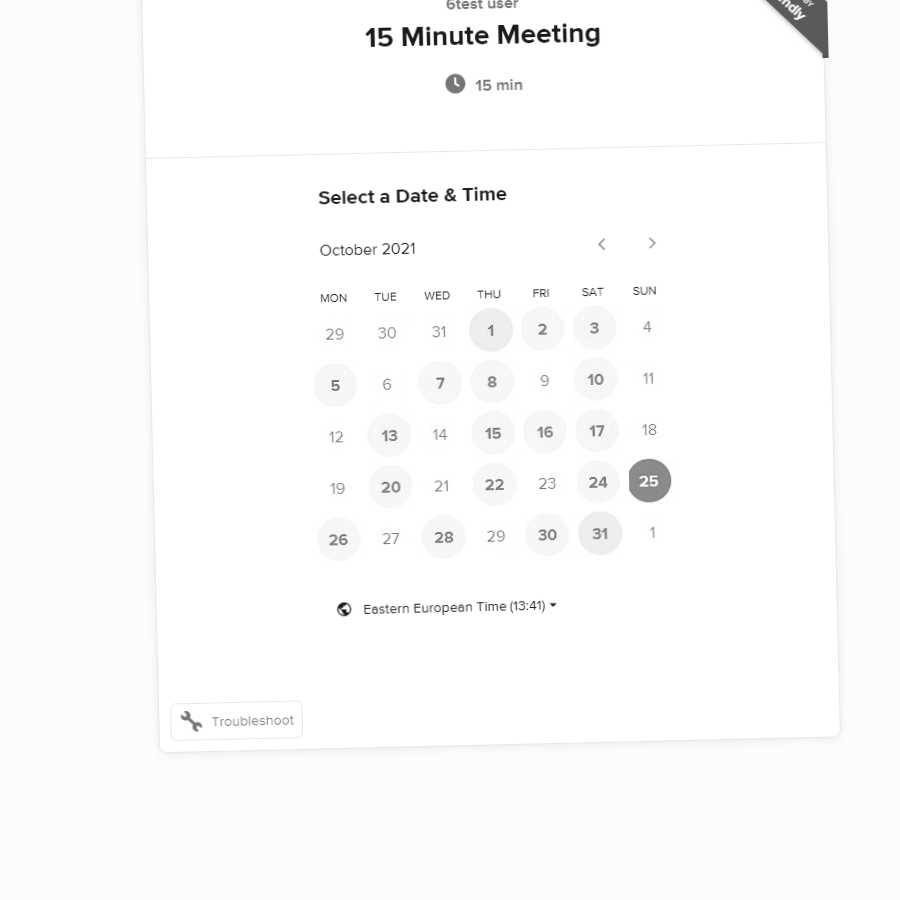 6test user
15 Minute Meeting
15 min
Select a Date & Time
October 2021
MON TUE WED THU FRI SAT SUN
29 30 31 1 2 3 4
5 6 7 8 9 10 11
12 13 14 15 16 17 18
19 20 21 22 23 24 25
26 27 28 29 30 31 1
Eastern European Time (13:41)
Troubleshoot